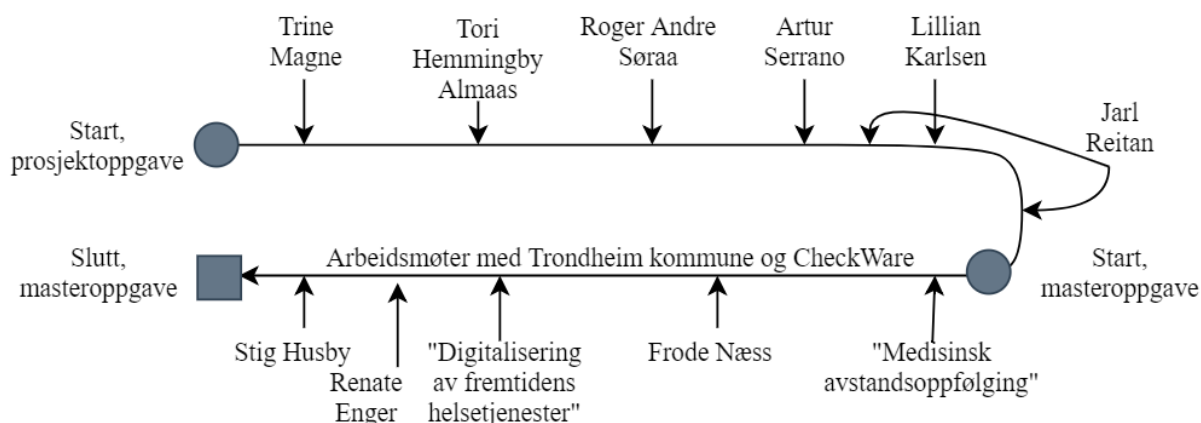 Trine
Magne
Tori
Hemmingby
Almaas
Roger Andre
Søraa
Artur
Serrano
Lillian
Karlsen
Jarl
Reitan
Start,
prosjektoppgave
Slutt,
masteroppgave
Arbeidsmøter med Trondheim kommune og CheckWare
Start,
masteroppgave
Stig Husby
Renate
Enger
"Digitalisering
av fremtidens
helsetjenester"
Frode Næss
"Medisinsk
avstandsoppfølging"